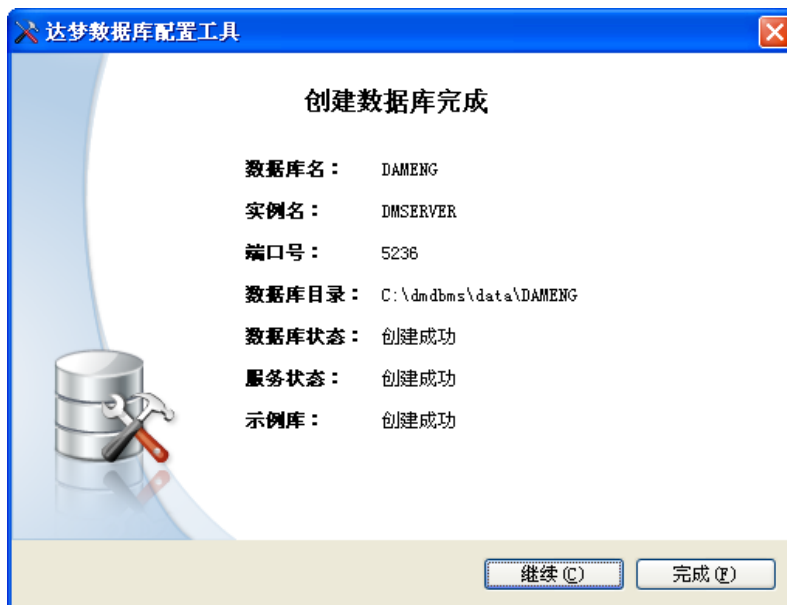 达梦数据库配置工具
创建数据库完成
数据库名： DAMENG
实例名： DMSERVER
端口号： 5236
数据库目录： C:\dmdbms\data\DAMENG
数据库状态： 创建成功
服务状态： 创建成功
示例库： 创建成功
继续(C) 完成(F)